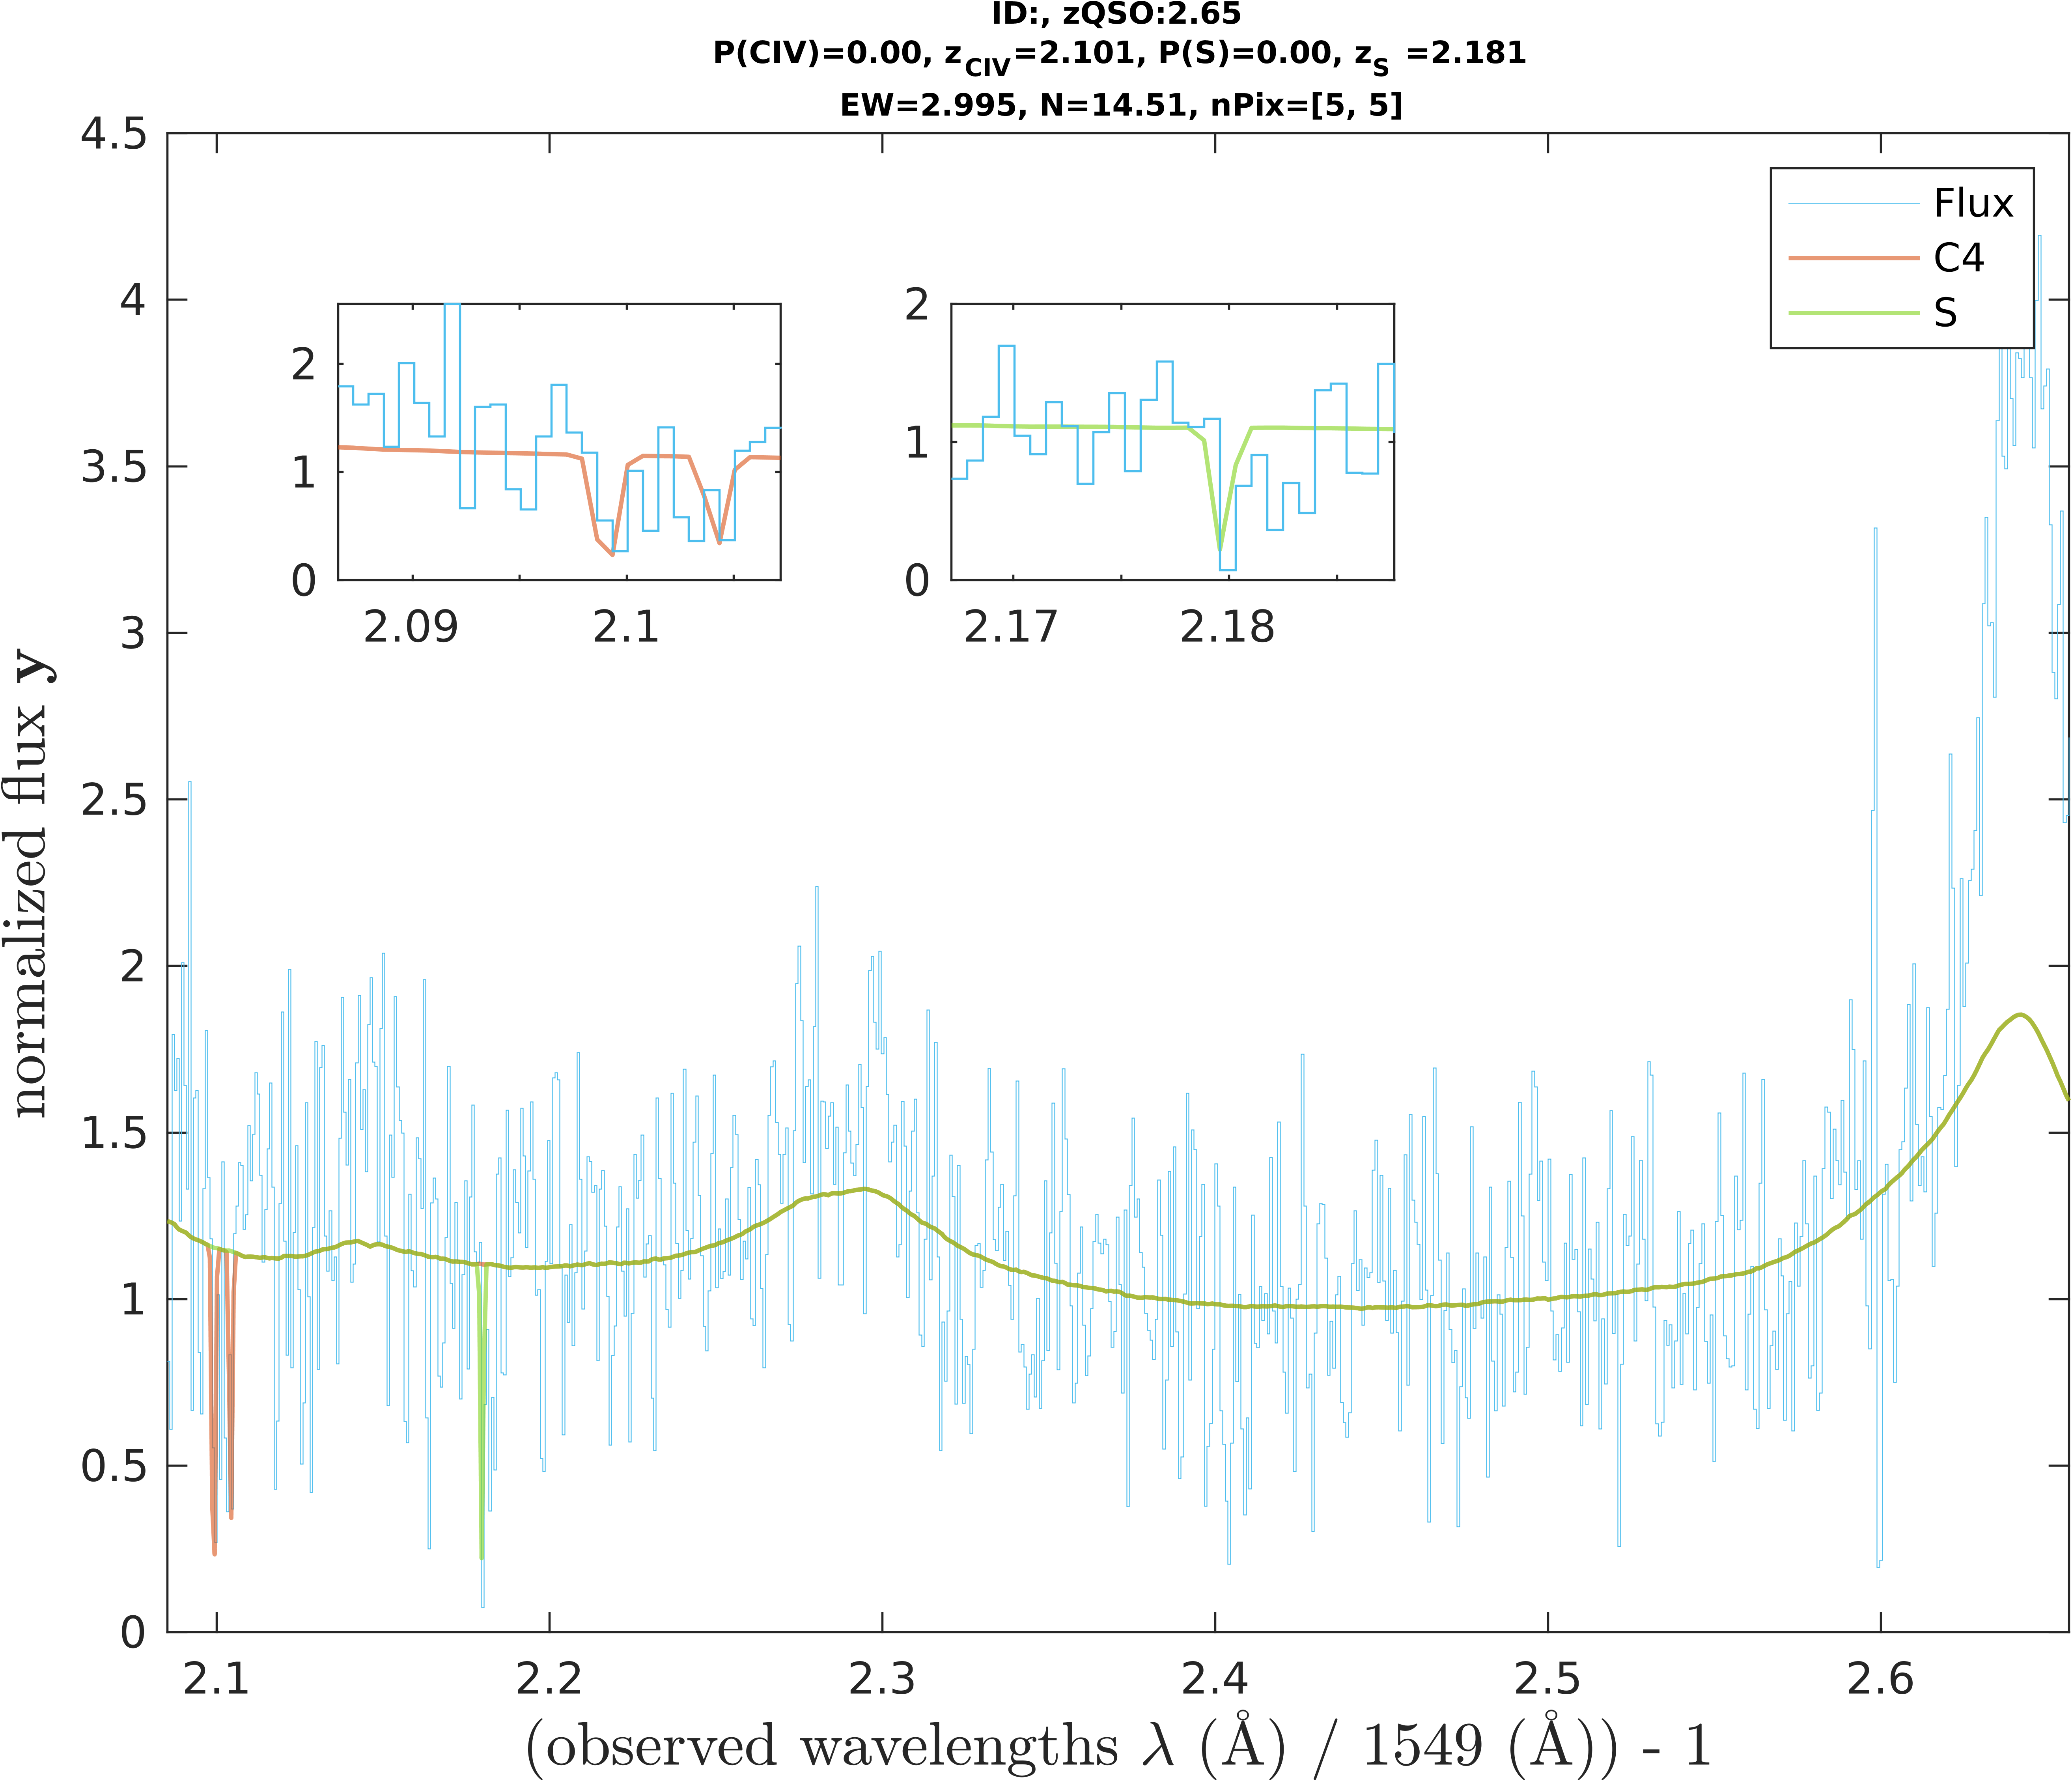 ID:, zQSO:2.65
P(CIV)=0.00, zCIV=2.101, P(S)=0.00, zS =2.181
EW=2.995, N=14.51, nPix=[5, 5]
4.5
4
3.5
3
2.5
2
1.5
1
0.5
0
normalized flux y
2
1
0
2.09 2.1
2
1
0
2.17 2.18
Flux
C4
S
2.1 2.2 2.3 2.4 2.5 2.6
(observed wavelengths λ (Å) / 1549 (Å)) - 1